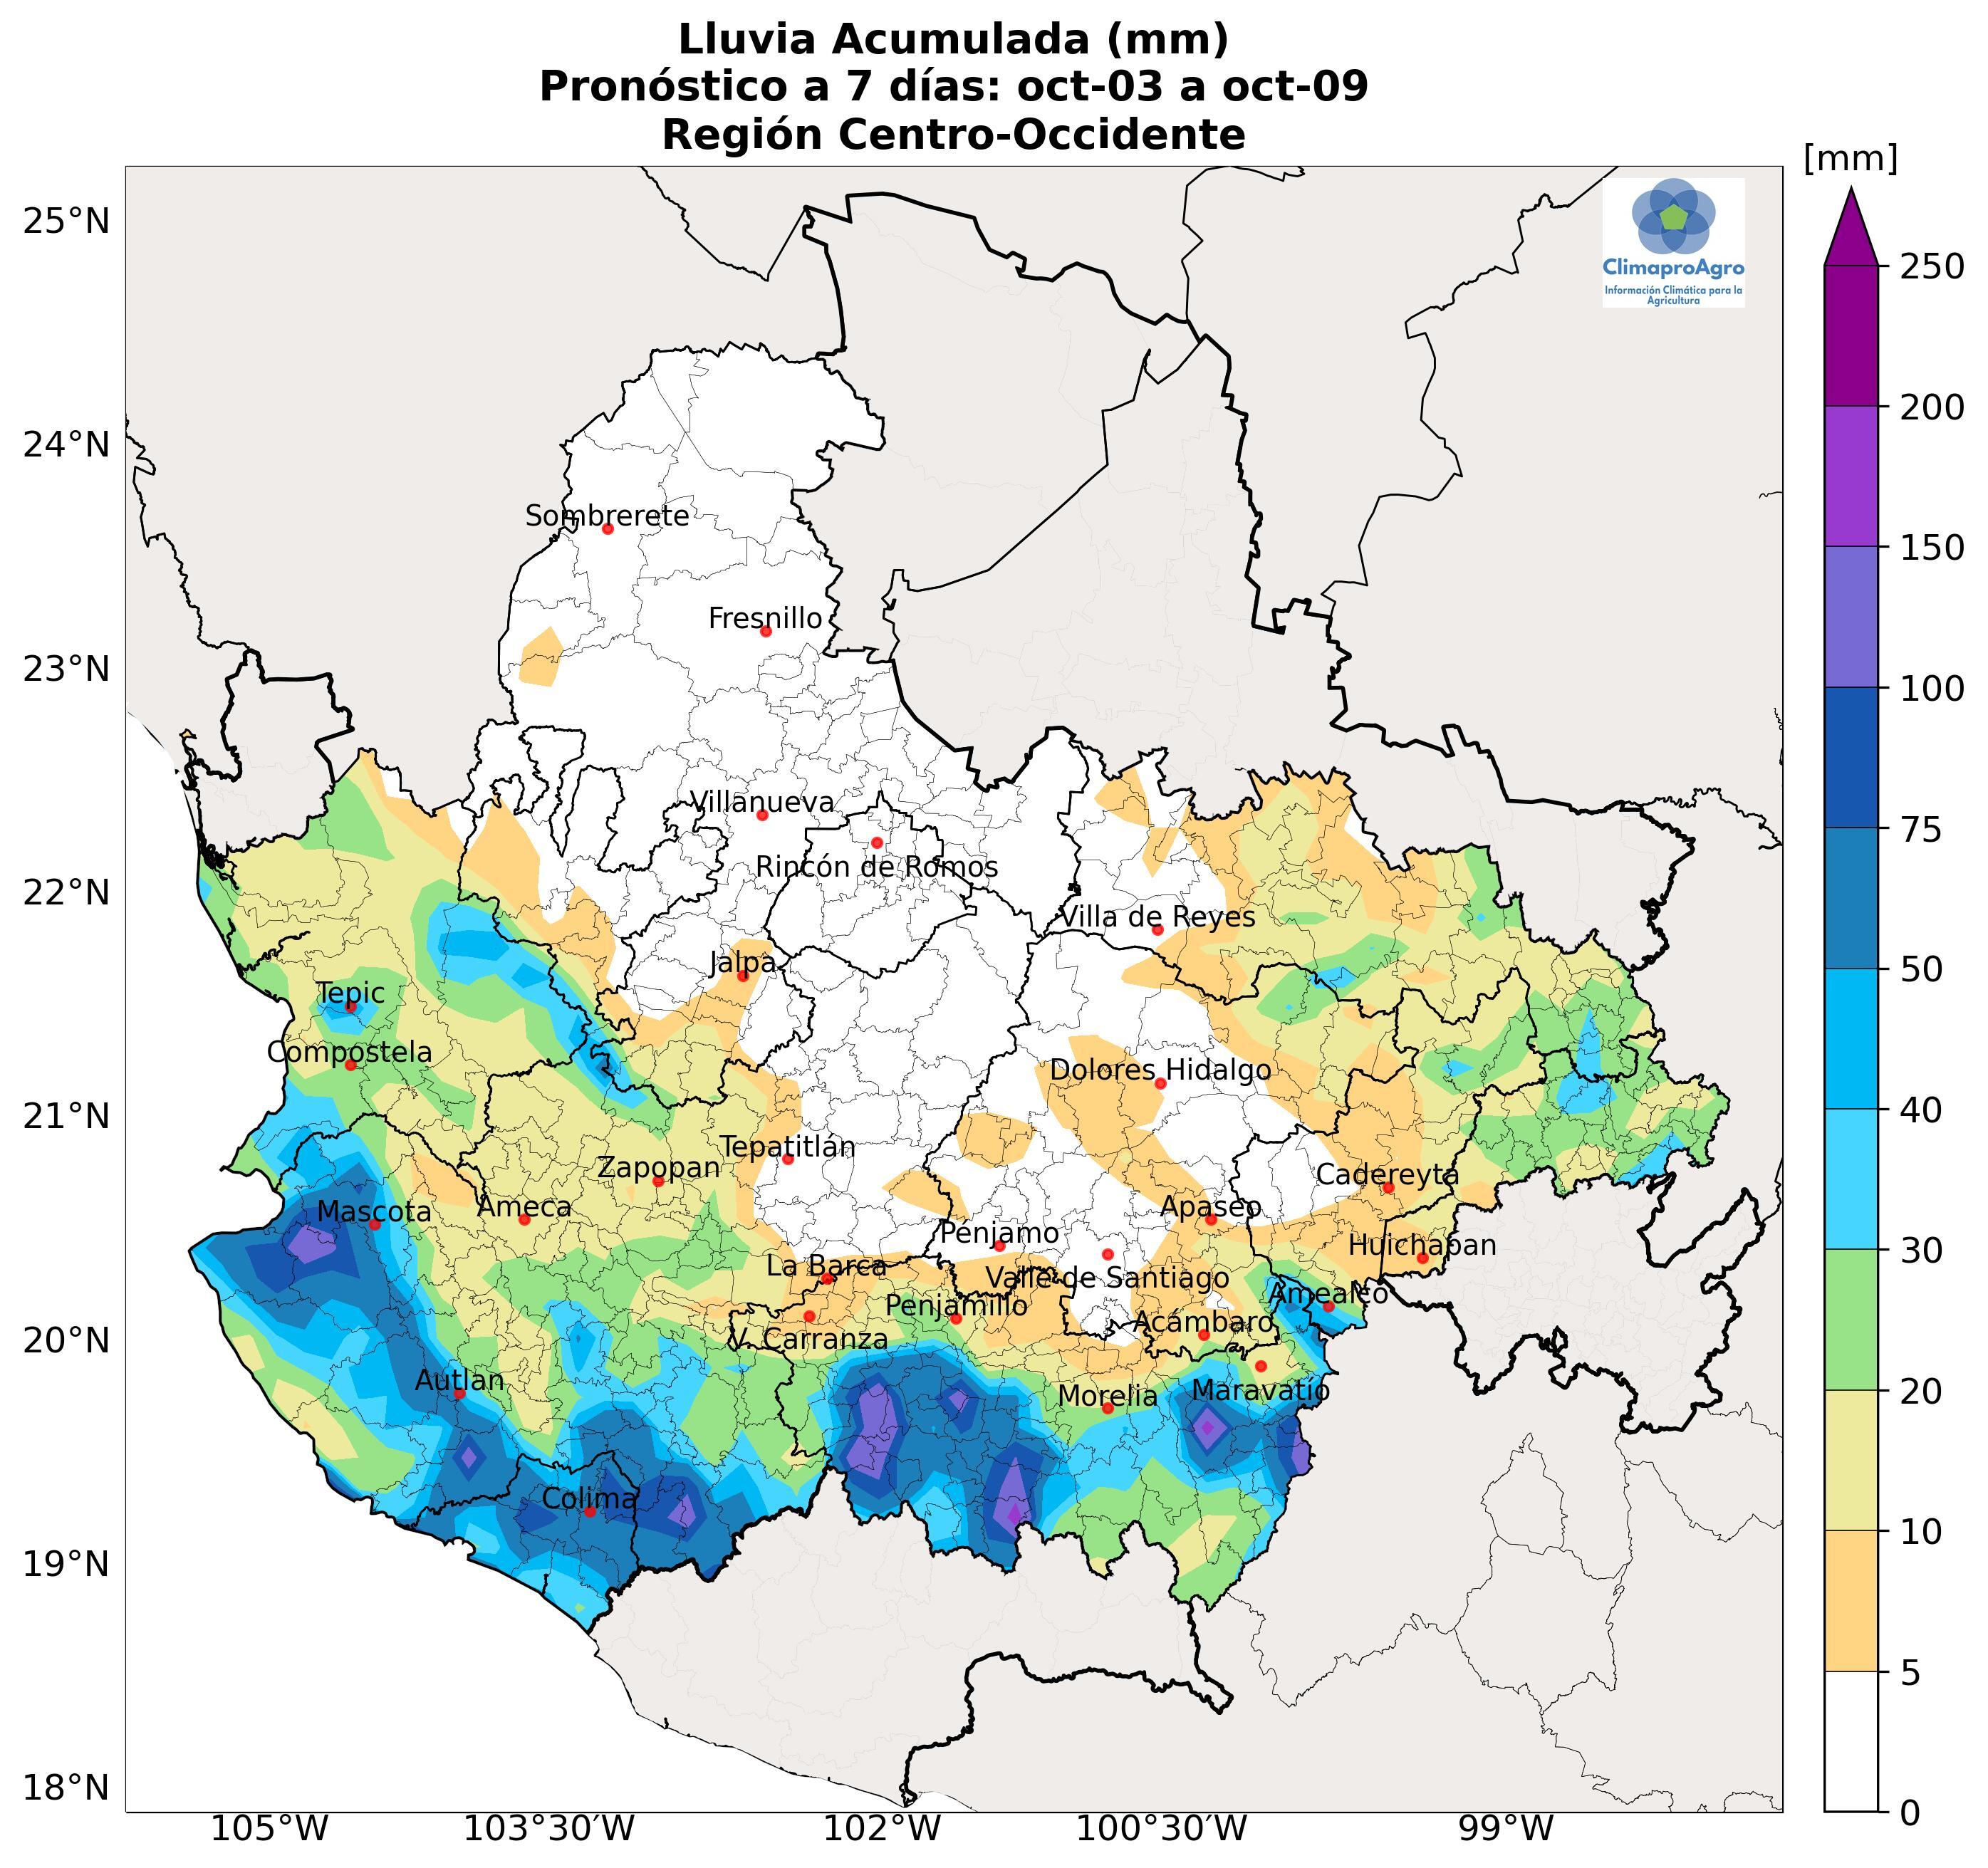 Lluvia Acumulada (mm)
Pronóstico a 7 días: oct-03 a oct-09
Región Centro-Occidente
[mm]
25°N
24°N
23°N
22°N
21°N
20°N
19°N
18°N
ClimaproAgro
Información Climática para la
Agricultura
Sombrerete
Fresnillo
Villanueva
Rincón de Romos
Villa de Reyes
Jalpa
Tepic
Compostela
Dolores Hidalgo
Tepatitlán
Zapopan
Cadereyta
Mascota
Ameca
Apaseo
Penjamo
Huichapan
La Barca
Valle de Santiago
Amealco
Penjamillo
Acámbaro
V. Carranza
Autlan
Morelia
Maravatío
Colima
250
200
150
100
75
50
40
30
20
10
5
0
105°W
103°30'W
102°W
100°30'W
99°W